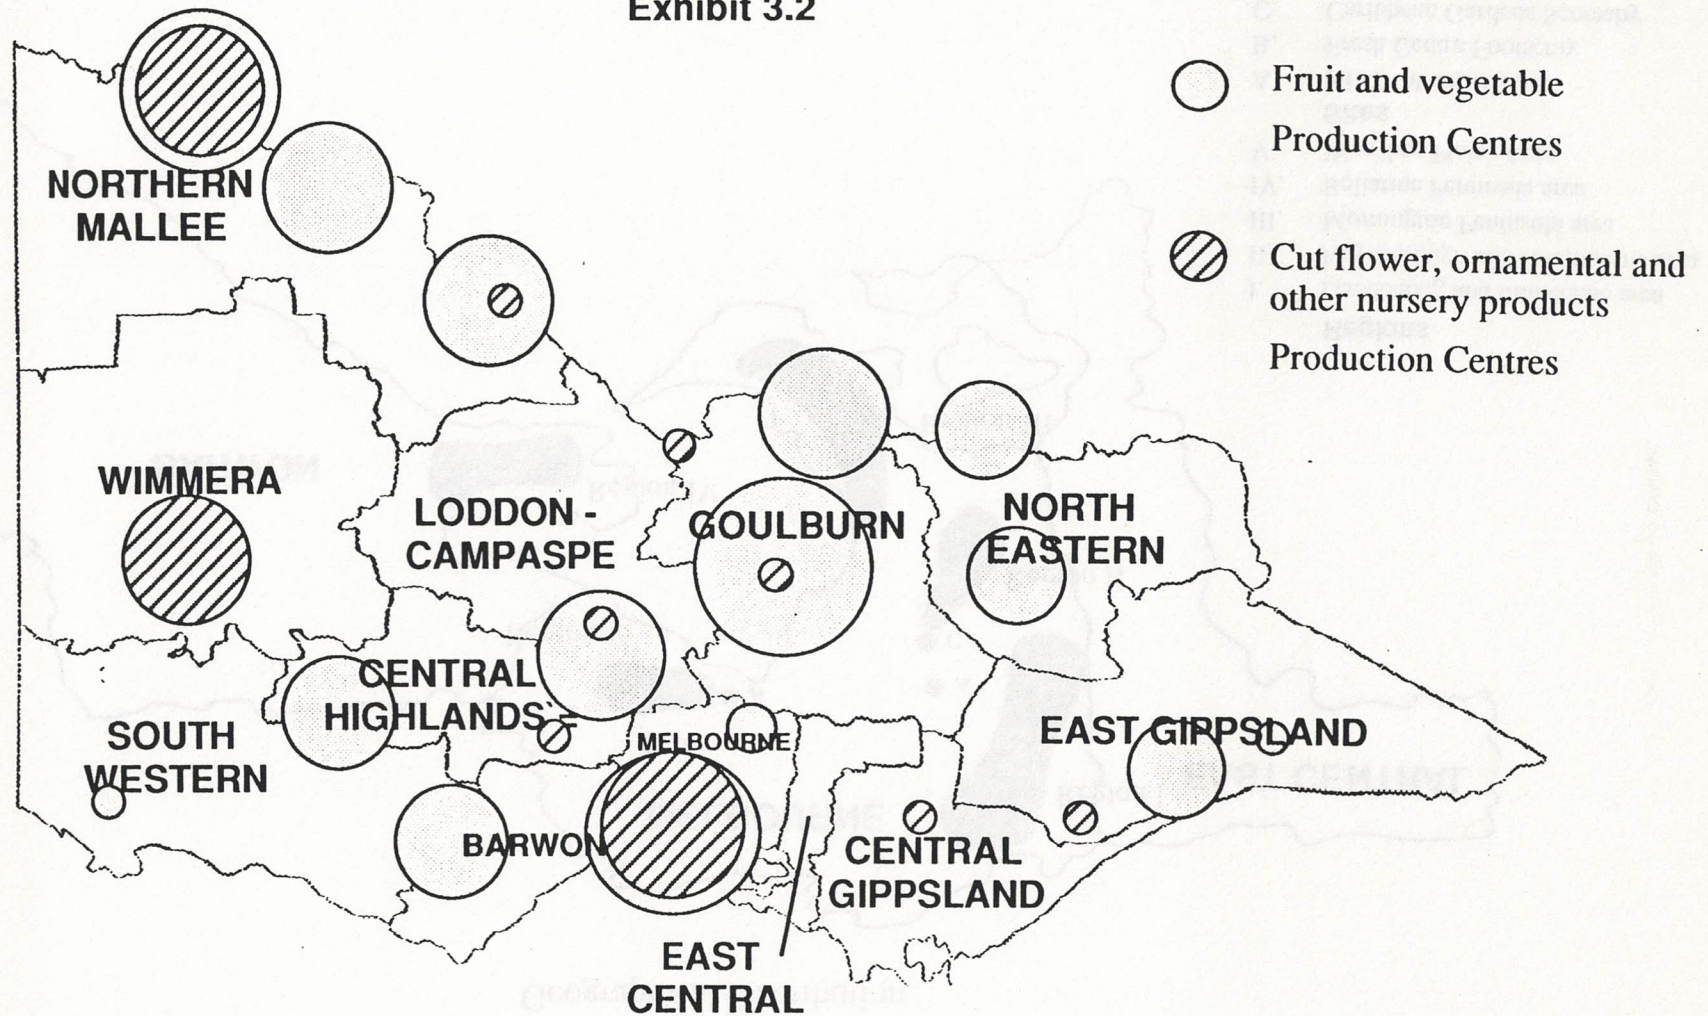 Exhibit 3.2
Fruit and vegetable
Production Centres
Cut flower, ornamental and
other nursery products
Production Centres
NORTHERN
MALLEE
WIMMERA
LODDON -
CAMPASPE
GOULBURN
NORTH
EASTERN
CENTRAL
HIGHLANDS
SOUTH
WESTERN
MELBOURNE
EAST GIPPSLAND
BARWON
CENTRAL
GIPPSLAND
EAST
CENTRAL